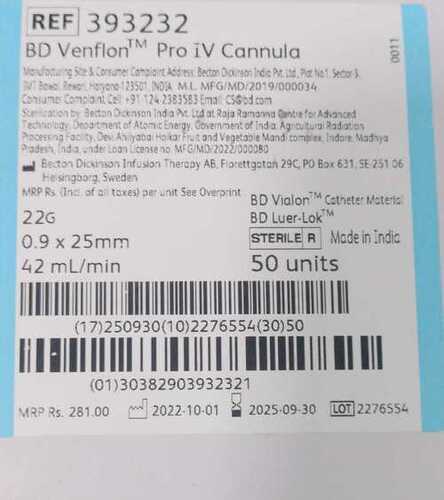 REF 393232
BD Venflon™ Pro IV Cannula
0011
Manufacturing Site & Consumer Complaint Address: Becton Dickinson India Pvt. Ltd., Plot No.1, Sector-3,
IMT Bawal, Rewari, Haryana-123501, INDIA. M.L. MFG/MD/2019/000034
Consumer Complaint Cell: +91-124 2383583 Email: CS@bd.com
Sterilization by: Becton Dickinson India Pvt. Ltd. at Raja Ramanna Centre for Advanced
Technology, Department of Atomic Energy, Government of India, Agricultural Radiation
Processing Facility, Devi Ahilyabai Holkar Fruit and Vegetable Mandi complex, Indore, Madhya
Pradesh, India, under Loan License no. MFG/MD/2022/000080
Becton Dickinson Infusion Therapy AB, Florettgatan 29C, PO Box 631, SE-251 06
Helsingborg, Sweden
MRP Rs. (Incl. of all taxes) per unit See Overprint
22G
BD Vialon™ Catheter Material
0.9 x 25mm
BD Luer-Lok™
42 mL/min
STERILE R Made in India
50 units
(17)250930(10)2276554(30)50
(01)30382903932321
MRP Rs. 281.00 2022-10-01 2025-09-30 LOT 2276554